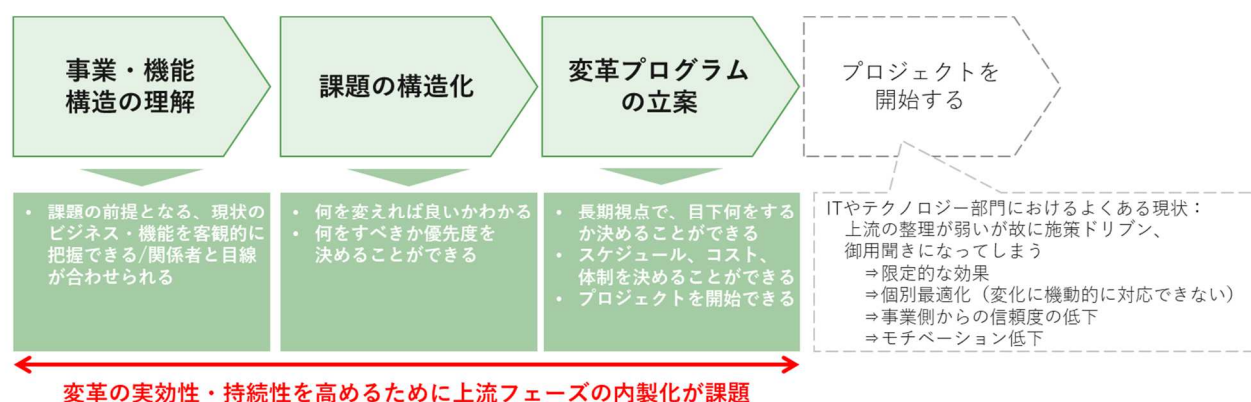 事業・機能
構造の理解
課題の構造化
変革プログラム
の立案
プロジェクトを
開始する
• 課題の前提となる、現状の
ビジネス・機能を客観的に
把握できる/関係者と目線
が合わせられる
• 何を変えれば良いかわかる
• 何をすべきか優先度を
決めることができる
• 長期視点で、目下何をする
か決めることができる
• スケジュール、コスト、
体制を決めることができる
• プロジェクトを開始できる
ITやテクノロジー部門におけるよくある現状：
上流の整理が弱いが故に施策ドリブン、
御用聞きになってしまう
⇒限定的な効果
⇒個別最適化（変化に機動的に対応できない）
⇒事業側からの信頼度の低下
⇒モチベーション低下
変革の実効性・持続性を高めるために上流フェーズの内製化が課題